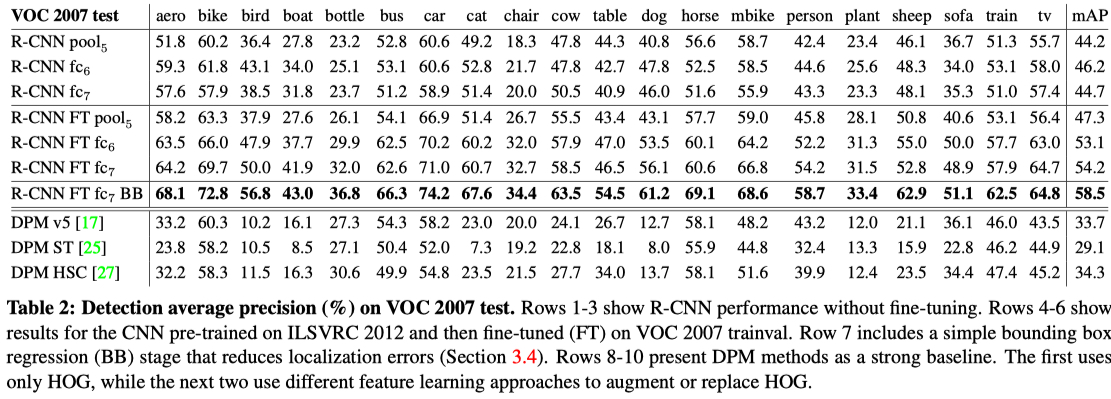 VOC 2007 test aero bike bird boat bottle bus car cat chair cow table dog horse mbike person plant sheep sofa train tv mAP
R-CNN pool5 51.8 60.2 36.4 27.8 23.2 52.8 60.6 49.2 18.3 47.8 44.3 40.8 56.6 58.7 42.4 23.4 46.1 36.7 51.3 55.7 44.2
R-CNN fc6 59.3 61.8 43.1 34.0 25.1 53.1 60.6 52.8 21.7 47.8 42.7 47.8 52.5 58.5 44.6 25.6 48.3 34.0 53.1 58.0 46.2
R-CNN fc7 57.6 57.9 38.5 31.8 23.7 51.2 58.9 51.4 20.0 50.5 40.9 46.0 51.6 55.9 43.3 23.3 48.1 35.3 51.0 57.4 44.7
R-CNN FT pool5 58.2 63.3 37.9 27.6 26.1 54.1 66.9 51.4 26.7 55.5 43.4 43.1 57.7 59.0 45.8 28.1 50.8 40.6 53.1 56.4 47.3
R-CNN FT fc6 63.5 66.0 47.9 37.7 29.9 62.5 70.2 60.2 32.0 57.9 47.0 53.5 60.1 64.2 52.2 31.3 55.0 50.0 57.7 63.0 53.1
R-CNN FT fc7 64.2 69.7 50.0 41.9 32.0 62.6 71.0 60.7 32.7 58.5 46.5 56.1 60.6 66.8 54.2 31.5 52.8 48.9 57.9 64.7 54.2
R-CNN FT fc7 BB 68.1 72.8 56.8 43.0 36.8 66.3 74.2 67.6 34.4 63.5 54.5 61.2 69.1 68.6 58.7 33.4 62.9 51.1 62.5 64.8 58.5
DPM v5 [17] 33.2 60.3 10.2 16.1 27.3 54.3 58.2 23.0 20.0 24.1 26.7 12.7 58.1 48.2 43.2 12.0 21.1 36.1 46.0 43.5 33.7
DPM ST [25] 23.8 58.2 10.5 8.5 27.1 50.4 52.0 7.3 19.2 22.8 18.1 8.0 55.9 44.8 32.4 13.3 15.9 22.8 46.2 44.9 29.1
DPM HSC [27] 32.2 58.3 11.5 16.3 30.6 49.9 54.8 23.5 21.5 27.7 34.0 13.7 58.1 51.6 39.9 12.4 23.5 34.4 47.4 45.2 34.3
Table 2: Detection average precision (%) on VOC 2007 test. Rows 1-3 show R-CNN performance without fine-tuning. Rows 4-6 show
results for the CNN pre-trained on ILSVRC 2012 and then fine-tuned (FT) on VOC 2007 trainval. Row 7 includes a simple bounding box
regression (BB) stage that reduces localization errors (Section 3.4). Rows 8-10 present DPM methods as a strong baseline. The first uses
only HOG, while the next two use different feature learning approaches to augment or replace HOG.